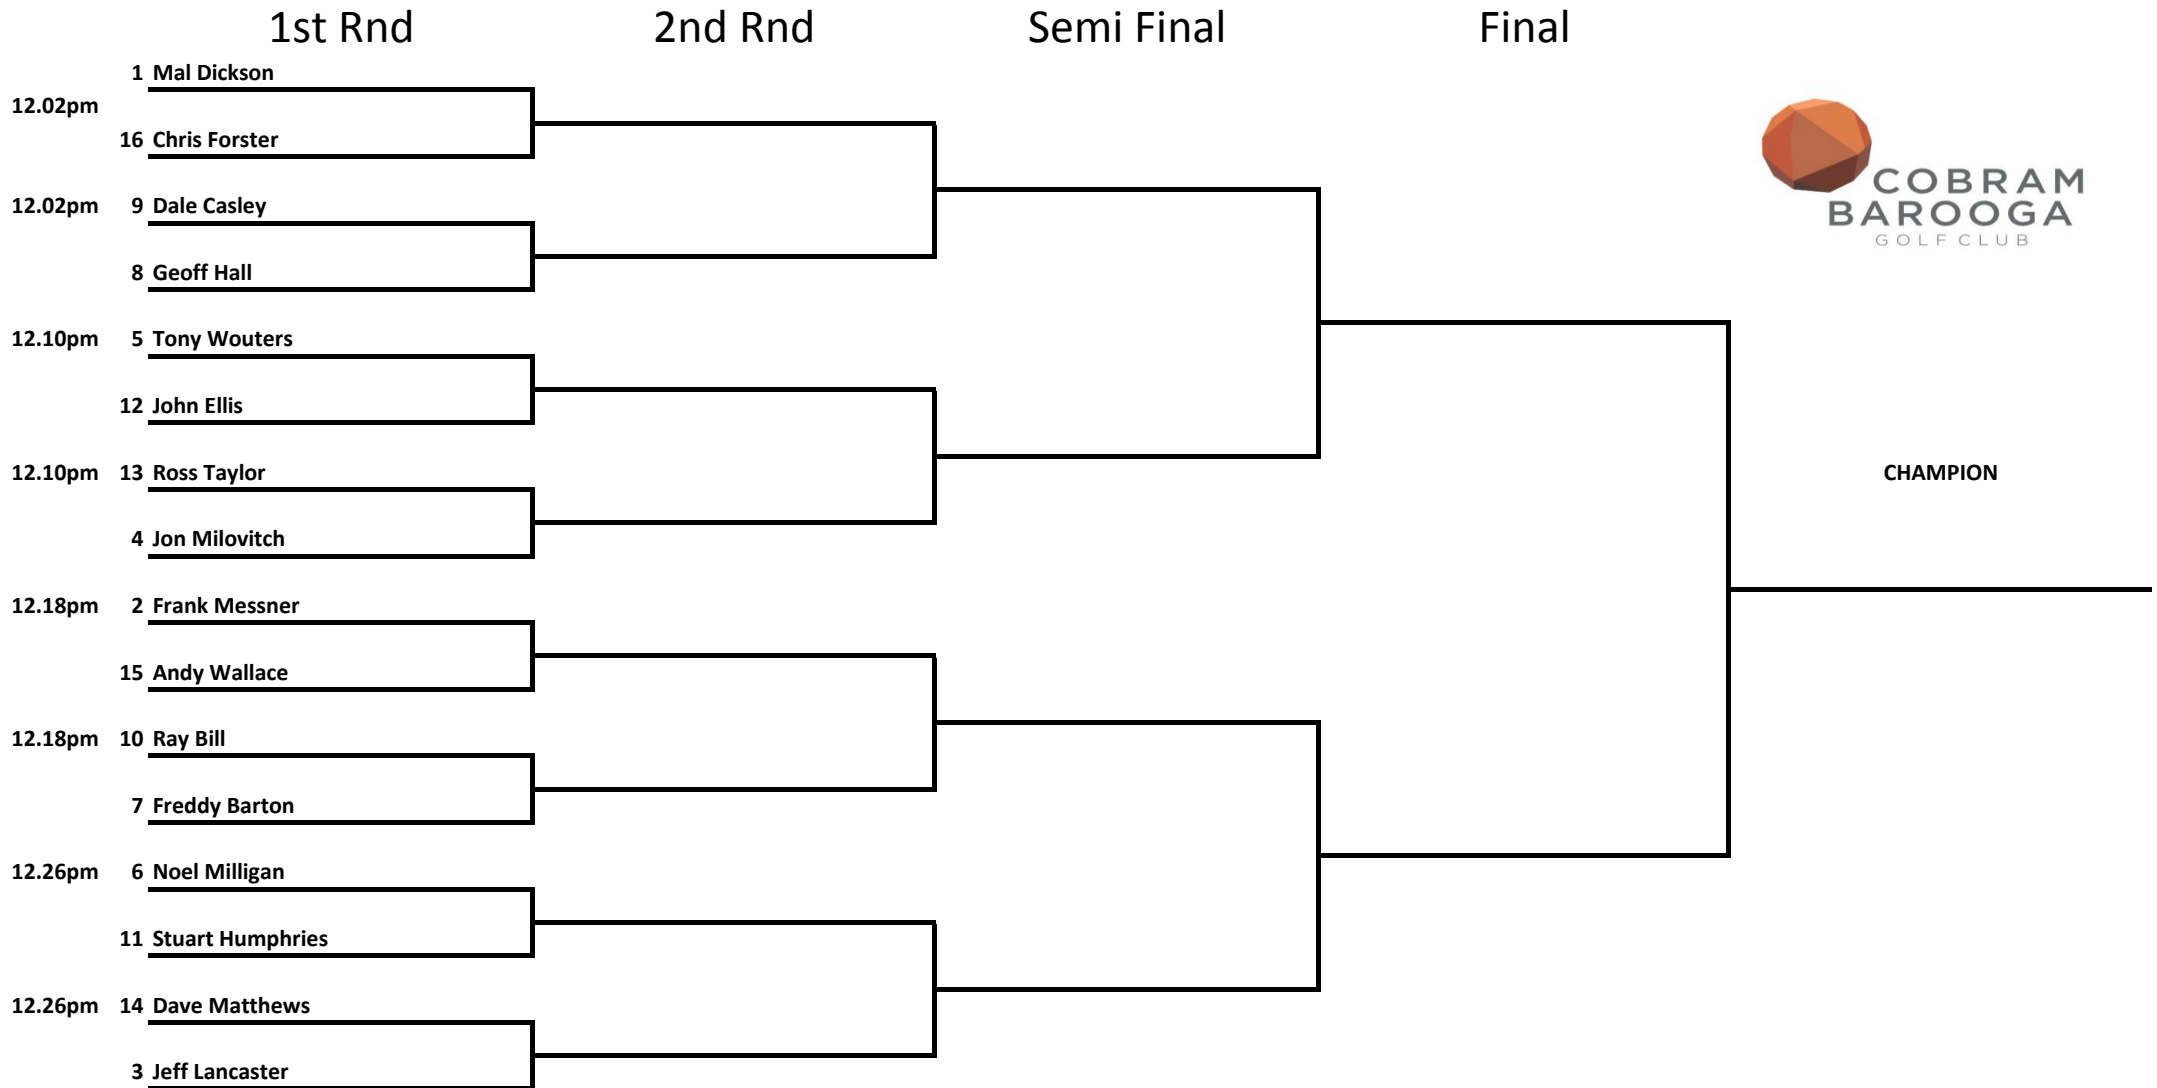 1st Rnd 2nd Rnd Semi Final Final
1 Mal Dickson
12.02pm
16 Chris Forster
COBRAM
BAROOGA
GOLF CLUB
12.02pm 9 Dale Casley
8 Geoff Hall
12.10pm 5 Tony Wouters
12 John Ellis
12.10pm 13 Ross Taylor
CHAMPION
4 Jon Milovitch
12.18pm 2 Frank Messner
15 Andy Wallace
12.18pm 10 Ray Bill
7 Freddy Barton
12.26pm 6 Noel Milligan
11 Stuart Humphries
12.26pm 14 Dave Matthews
3 Jeff Lancaster